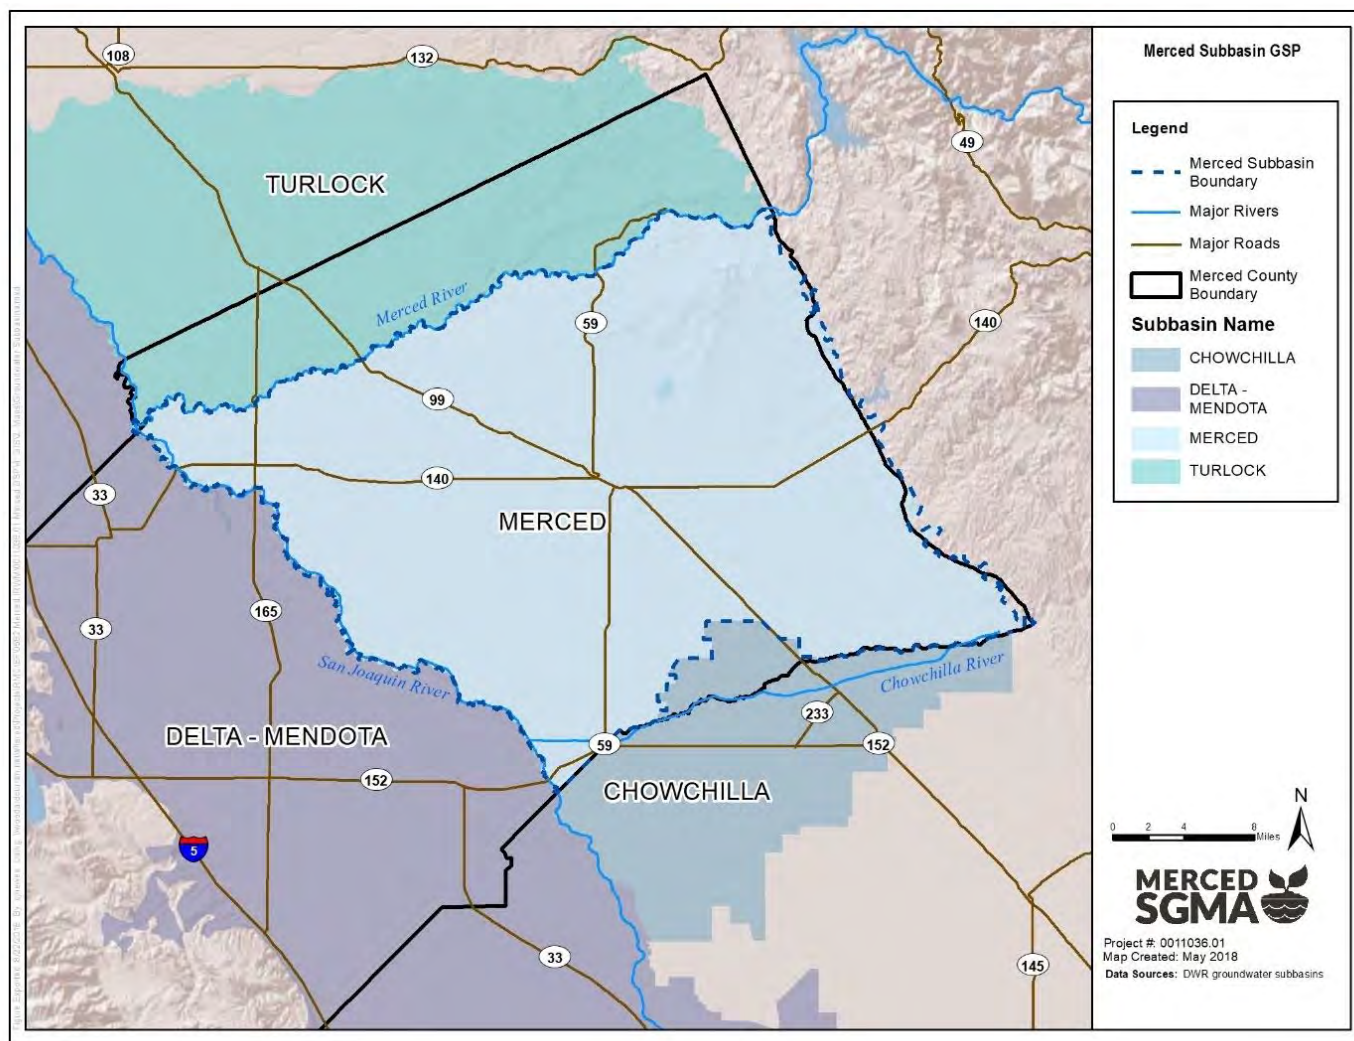 Merced Subbasin GSP
Legend
Merced Subbasin
Boundary
Major Rivers
Major Roads
Merced County
Boundary
Subbasin Name
CHOWCHILLA
DELTA -
MENDOTA
MERCED
TURLOCK
108
132
49
TURLOCK
Merced River
59
140
99
140
33
MERCED
165
33
San Joaquin River
Chowchilla River
233
DELTA - MENDOTA
59
152
152
CHOWCHILLA
5
33
145
N
0 2 4 8
Miles
MERCED
SGMA
Project #: 0011036.01
Map Created: May 2018
Data Sources: DWR groundwater subbasins